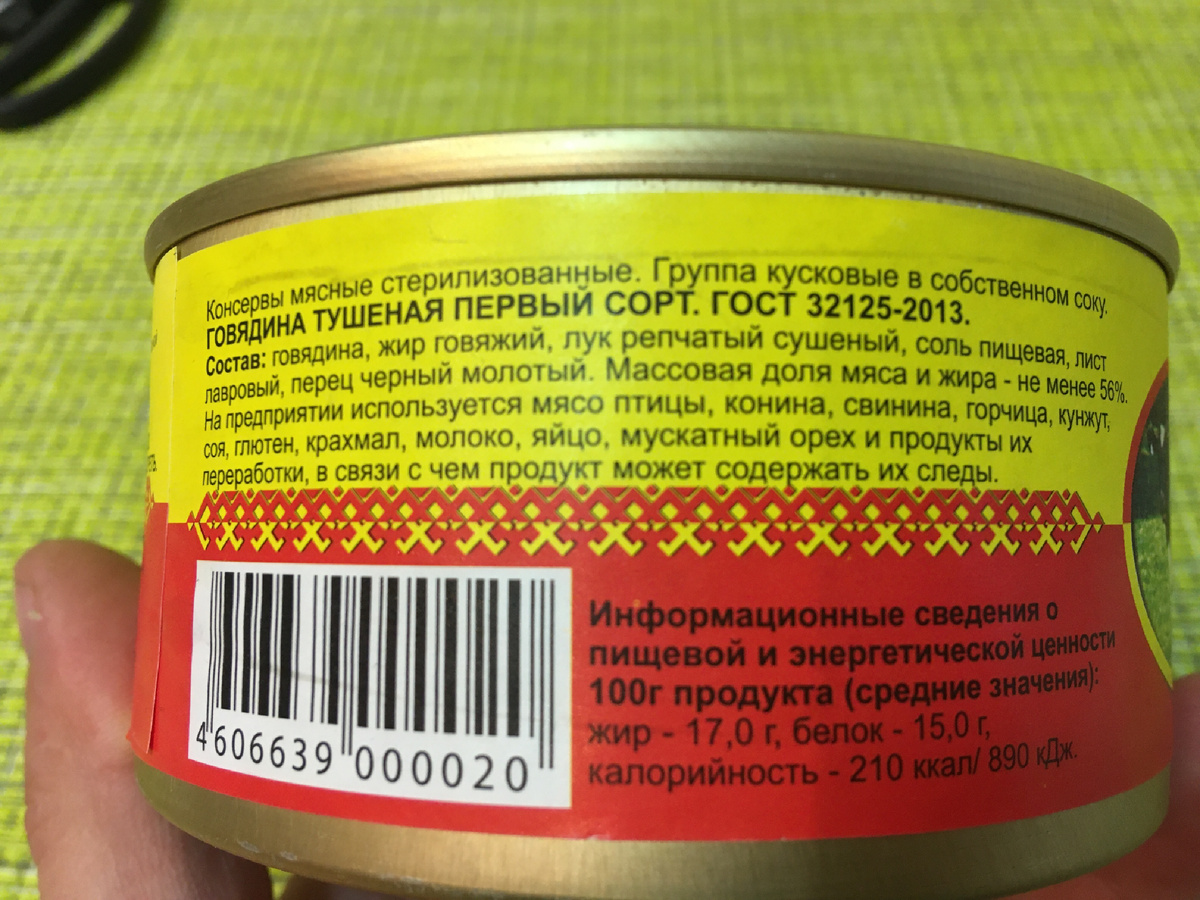 Консервы мясные стерилизованные. Группа кусковые в собственном соку.
ГОВЯДИНА ТУШЕНАЯ ПЕРВЫЙ СОРТ. ГОСТ 32125-2013.
Состав: говядина, жир говяжий, лук репчатый сушеный, соль пищевая, лист
лавровый, перец черный молотый. Массовая доля мяса и жира - не менее 56%.
На предприятии используется мясо птицы, конина, свинина, горчица, кунжут,
соя, глютен, крахмал, молоко, яйцо, мускатный орех и продукты их
переработки, в связи с чем продукт может содержать их следы.
Информационные сведения о
пищевой и энергетической ценности
100г продукта (средние значения):
жир - 17,0 г, белок - 15,0 г,
калорийность - 210 ккал/ 890 кДж.
4 606639 000020